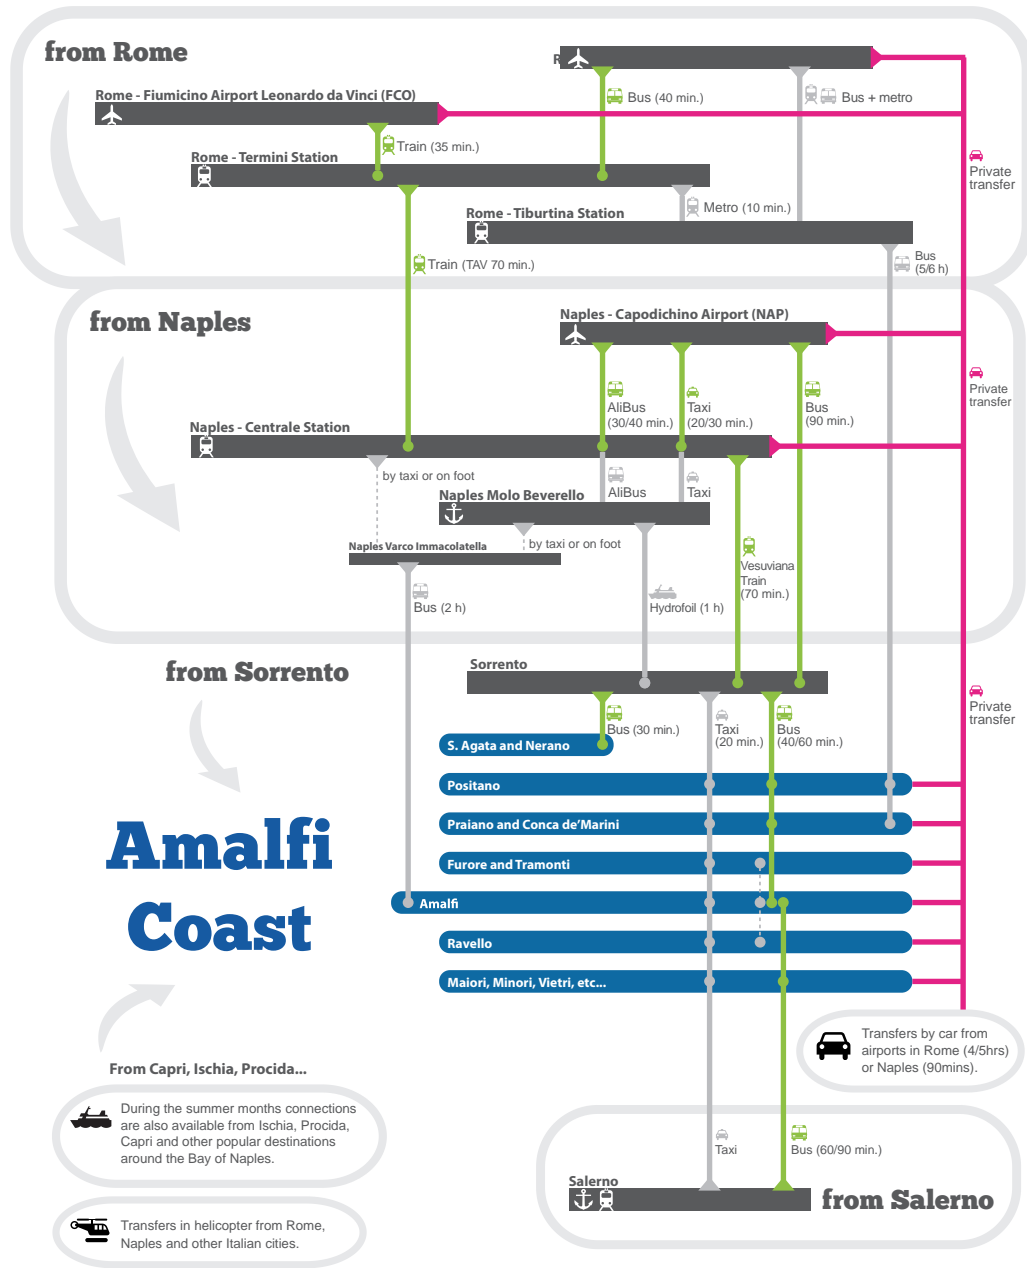 from Rome
R
Bus (40 min.)
Bus + metro
Rome - Fiumicino Airport Leonardo da Vinci (FCO)
Train (35 min.)
Rome - Termini Station
Private
transfer
Metro (10 min.)
Rome - Tiburtina Station
Train (TAV 70 min.)
Bus
(5/6 h)
from Naples
Naples - Capodichino Airport (NAP)
Private
transfer
AliBus
(30/40 min.)
Taxi
(20/30 min.)
Bus
(90 min.)
Naples - Centrale Station
by taxi or on foot
AliBus
Taxi
Naples Molo Beverello
by taxi or on foot
Naples Varco Immacolatella
Vesuviana
Train
(70 min.)
Bus (2 h)
Hydrofoil (1 h)
from Sorrento
Sorrento
Private
transfer
Bus (30 min.)
Taxi
(20 min.)
Bus
(40/60 min.)
S. Agata and Nerano
Positano
Praiano and Conca de’Marini
Furore and Tramonti
Amalfi
Ravello
Maiori, Minori, Vietri, etc...
Amalfi
Coast
Transfers by car from
airports in Rome (4/5hrs)
or Naples (90mins).
From Capri, Ischia, Procida...
During the summer months connections
are also available from Ischia, Procida,
Capri and other popular destinations
around the Bay of Naples.
Taxi
Bus (60/90 min.)
Salerno
from Salerno
Transfers in helicopter from Rome,
Naples and other Italian cities.